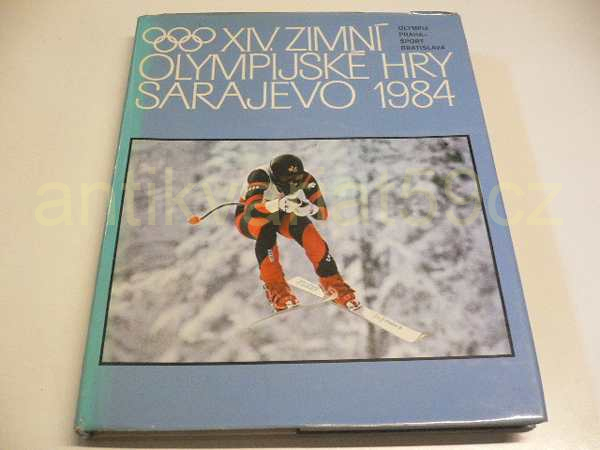 XIV. ZIMNÍ
OLYMPIJSKÉ HRY
SARAJEVO 1984
OLYMPIA
PRAHA-
ŠPORT
BRATISLAVA